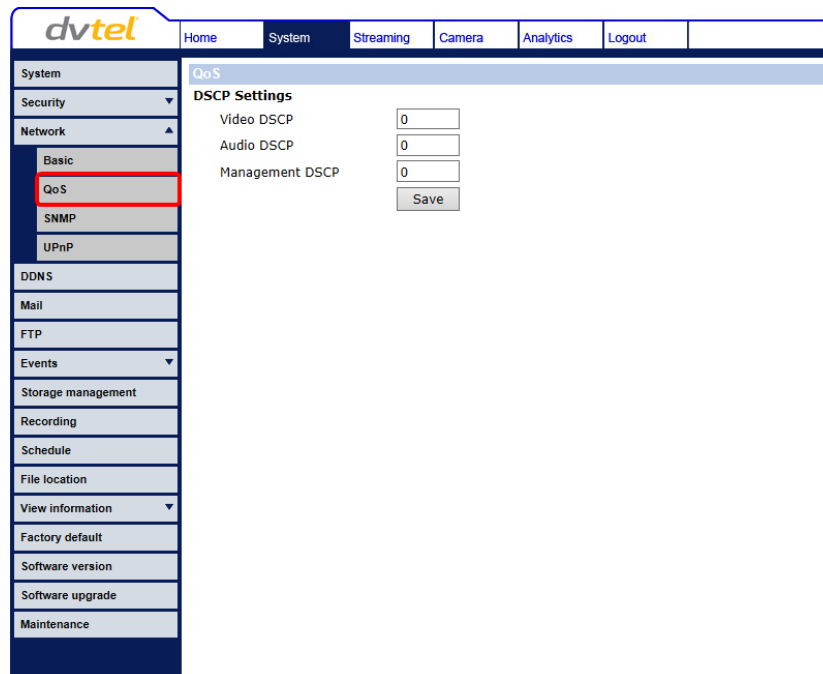 dvtel
Home System Streaming Camera Analytics Logout
System
Security
Network
Basic
QoS
SNMP
UPnP
DDNS
Mail
FTP
Events
Storage management
Recording
Schedule
File location
View information
Factory default
Software version
Software upgrade
Maintenance
QoS
DSCP Settings
Video DSCP 0
Audio DSCP 0
Management DSCP 0
Save